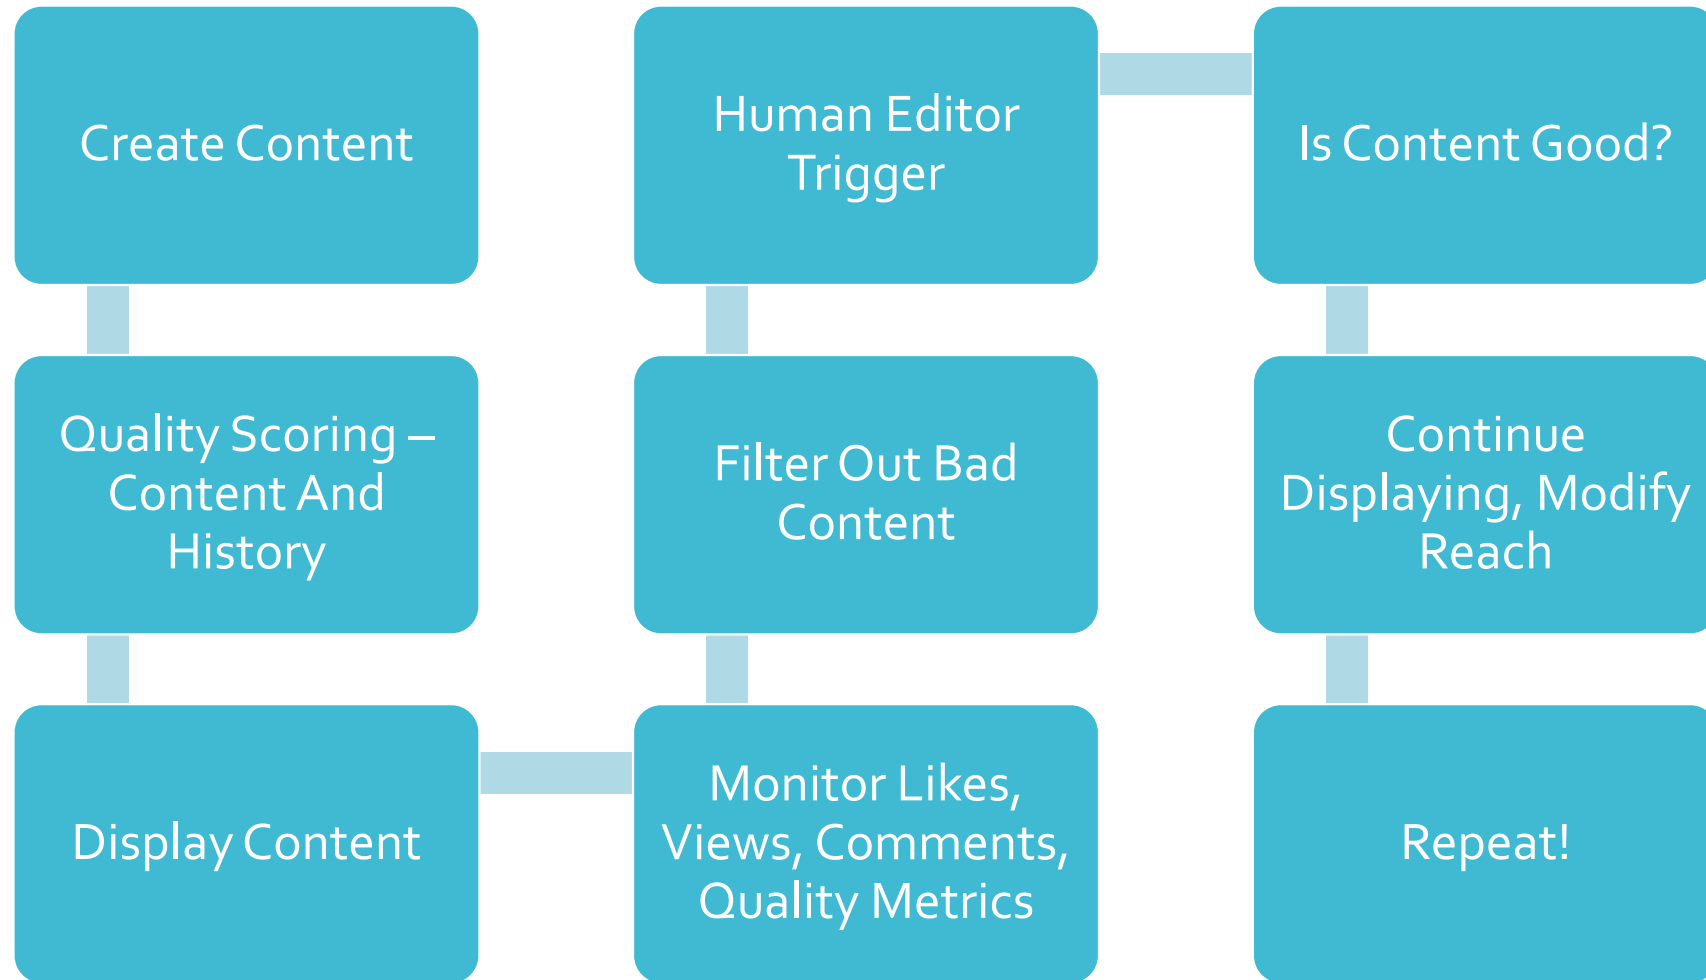 Create Content
Quality Scoring –
Content And
History
Display Content
Monitor Likes,
Views, Comments,
Quality Metrics
Filter Out Bad
Content
Human Editor
Trigger
Is Content Good?
Continue
Displaying, Modify
Reach
Repeat!